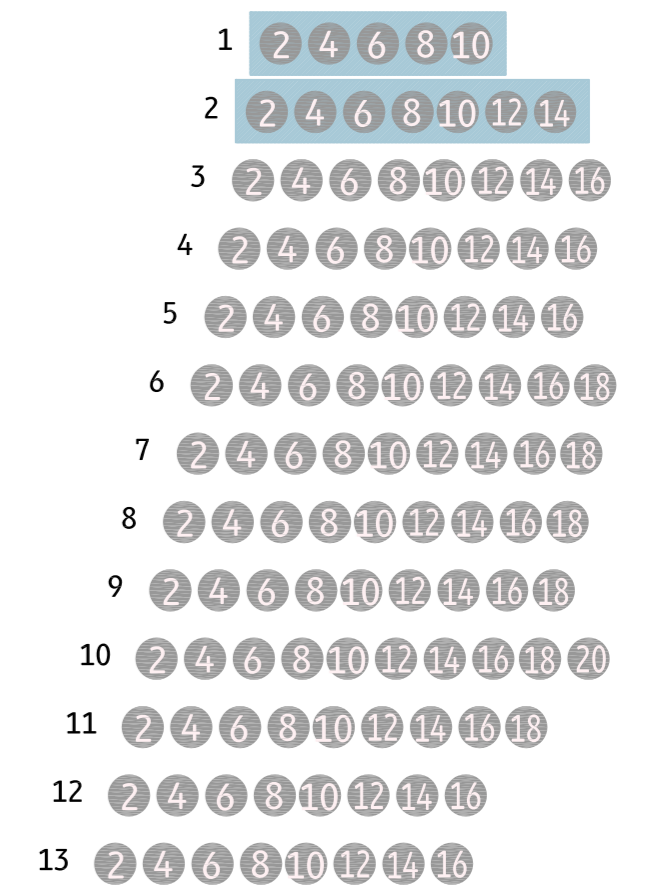 1 2 4 6 8 10
2 2 4 6 8 10 12 14
3 2 4 6 8 10 12 14 16
4 2 4 6 8 10 12 14 16
5 2 4 6 8 10 12 14 16
6 2 4 6 8 10 12 14 16 18
7 2 4 6 8 10 12 14 16 18
8 2 4 6 8 10 12 14 16 18
9 2 4 6 8 10 12 14 16 18
10 2 4 6 8 10 12 14 16 18 20
11 2 4 6 8 10 12 14 16 18
12 2 4 6 8 10 12 14 16
13 2 4 6 8 10 12 14 16